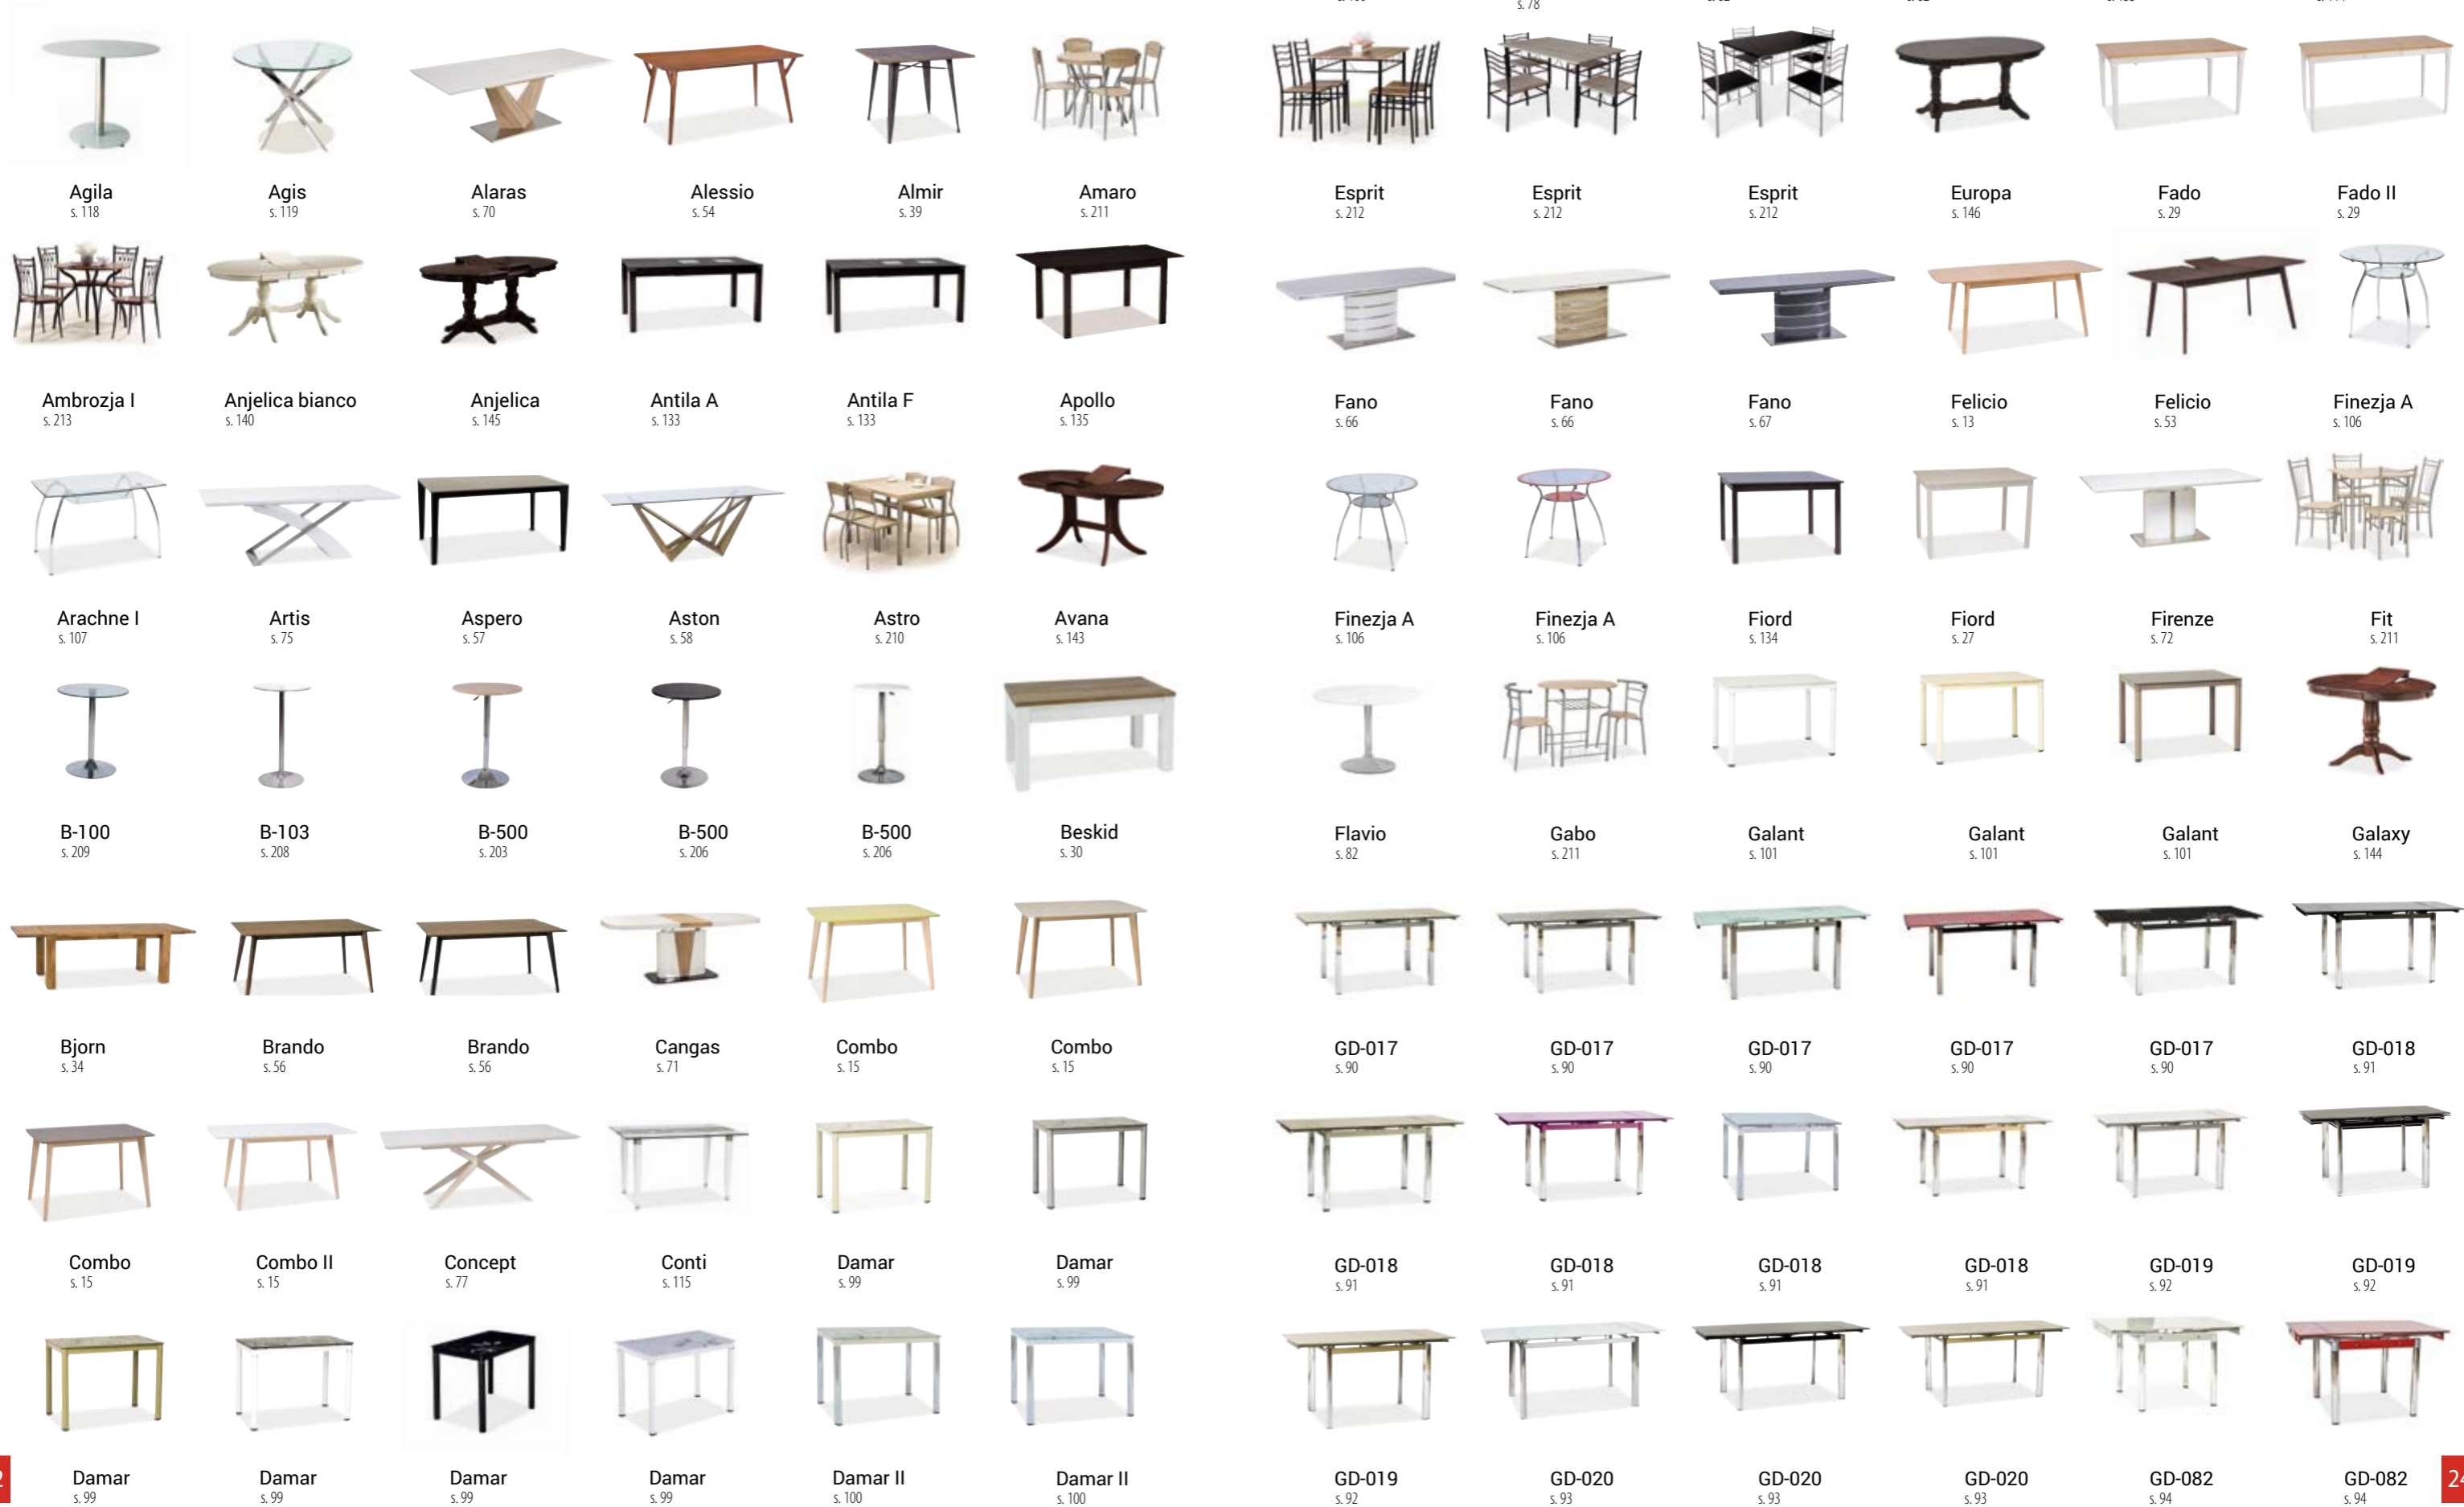 s. 78
Agila
s. 118
Agis
s. 119
Alaras
s. 70
Alessio
s. 54
Almir
s. 39
Amaro
s. 211
Ambrozja I
s. 213
Anjelica bianco
s. 140
Anjelica
s. 145
Antila A
s. 133
Antila F
s. 133
Apollo
s. 135
Arachne I
s. 107
Artis
s. 75
Aspero
s. 57
Aston
s. 58
Astro
s. 210
Avana
s. 143
B-100
s. 209
B-103
s. 208
B-500
s. 203
B-500
s. 206
B-500
s. 206
Beskid
s. 30
Bjorn
s. 34
Brando
s. 56
Brando
s. 56
Cangas
s. 71
Combo
s. 15
Combo
s. 15
Combo
s. 15
Combo II
s. 15
Concept
s. 77
Conti
s. 115
Damar
s. 99
Damar
s. 99
Damar
s. 99
Damar
s. 99
Damar
s. 99
Damar
s. 99
Damar II
s. 100
Damar II
s. 100
Esprit
s. 212
Esprit
s. 212
Esprit
s. 212
Europa
s. 146
Fado
s. 29
Fado II
s. 29
Fano
s. 66
Fano
s. 66
Fano
s. 67
Felicio
s. 13
Felicio
s. 53
Finezja A
s. 106
Finezja A
s. 106
Finezja A
s. 106
Fiord
s. 134
Fiord
s. 27
Firenze
s. 72
Fit
s. 211
Flavio
s. 82
Gabo
s. 211
Galant
s. 101
Galant
s. 101
Galant
s. 101
Galaxy
s. 144
GD-017
s. 90
GD-017
s. 90
GD-017
s. 90
GD-017
s. 90
GD-017
s. 90
GD-018
s. 91
GD-018
s. 91
GD-018
s. 91
GD-018
s. 91
GD-018
s. 91
GD-019
s. 92
GD-019
s. 92
GD-019
s. 92
GD-020
s. 93
GD-020
s. 93
GD-020
s. 93
GD-082
s. 94
GD-082
s. 94